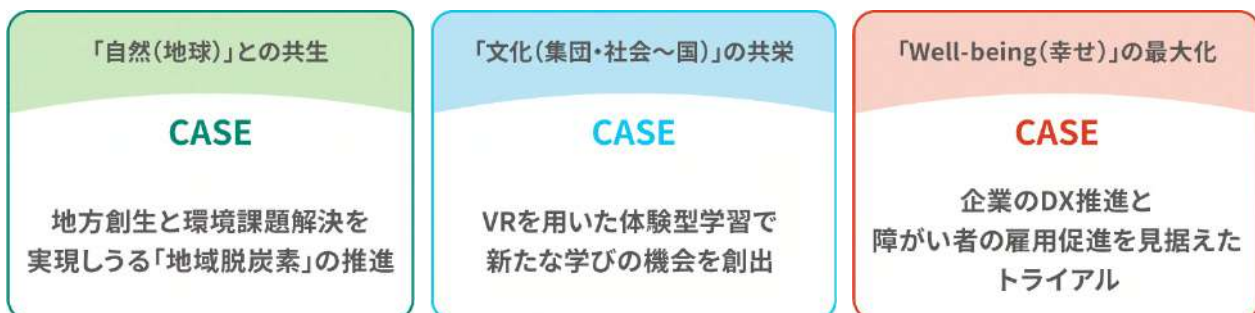 「自然（地球）」との共生
CASE
地方創生と環境課題解決を
実現しうる「地域脱炭素」の推進
「文化（集団・社会～国）」の共栄
CASE
VRを用いた体験型学習で
新たな学びの機会を創出
「Well-being（幸せ）」の最大化
CASE
企業のDX推進と
障がい者の雇用促進を見据えた
トライアル